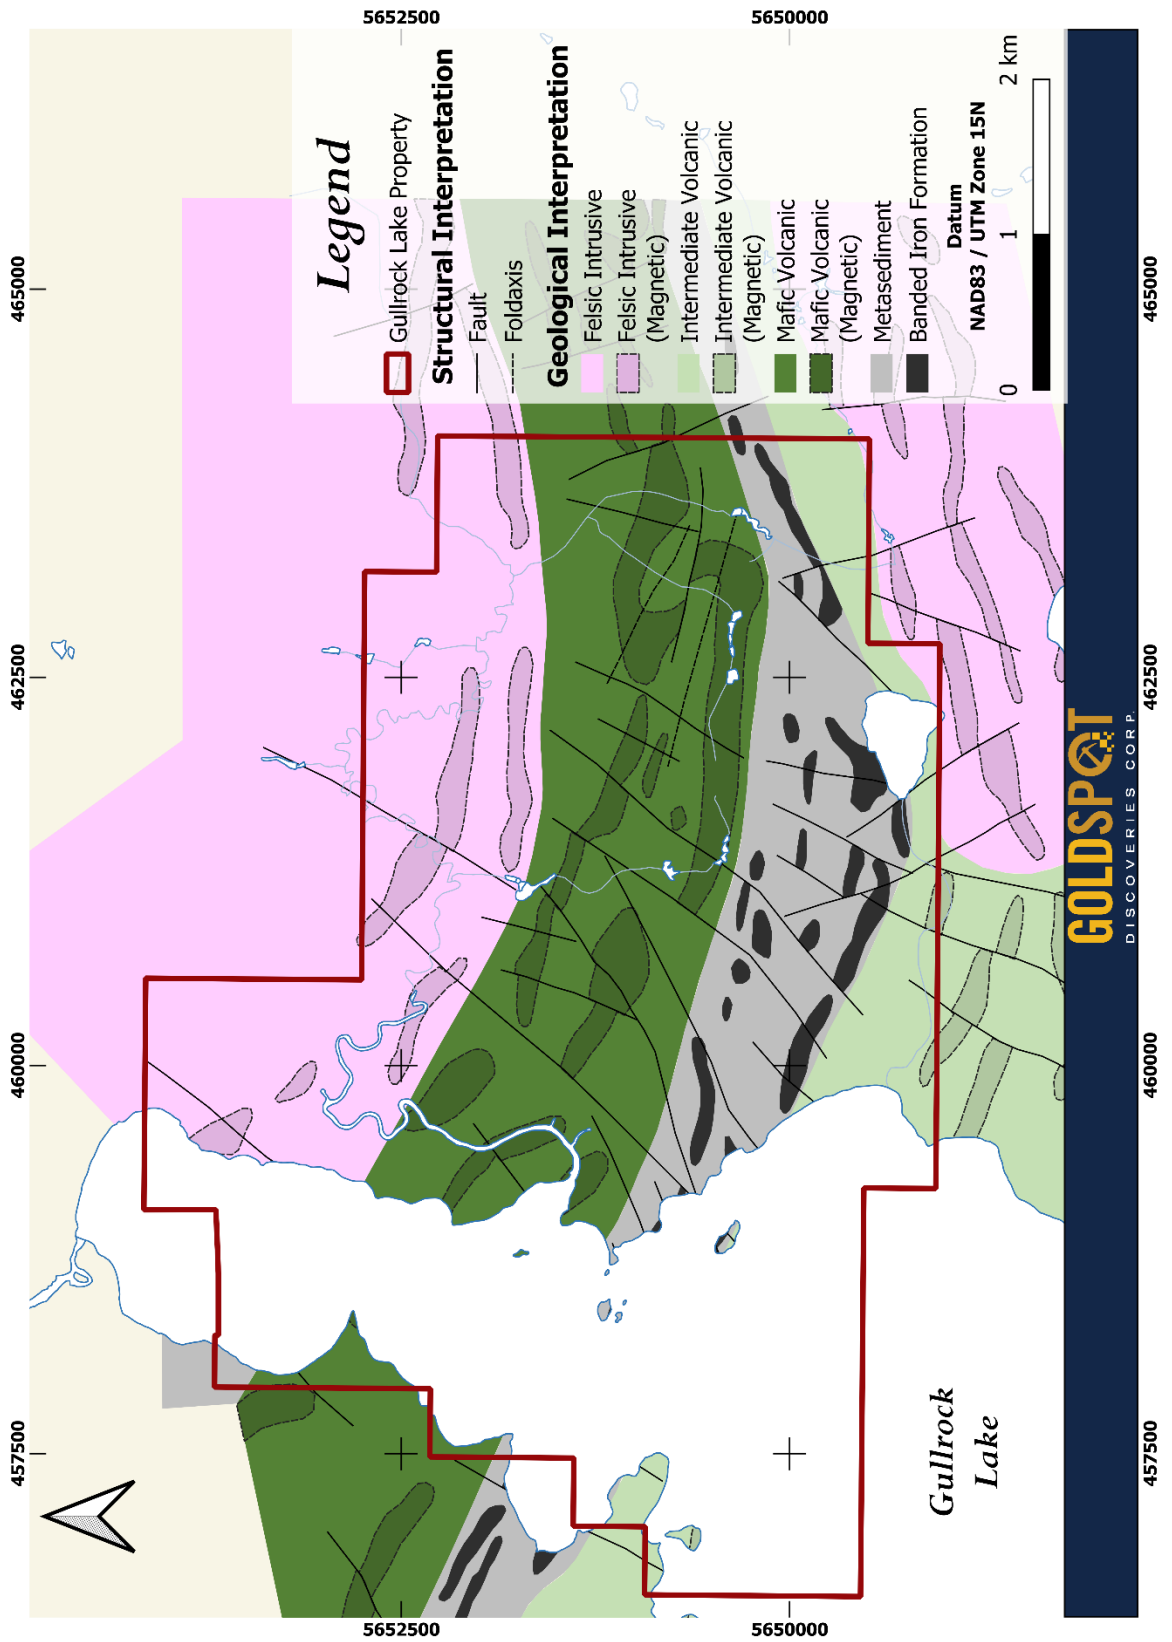 5652500
5650000
Legend
Gullrock Lake Property
Structural Interpretation
Fault
Foldaxis
Geological Interpretation
Felsic Intrusive
Felsic Intrusive
(Magnetic)
Intermediate Volcanic
Intermediate Volcanic
(Magnetic)
Mafic Volcanic
Mafic Volcanic
(Magnetic)
Metasediment
Banded Iron Formation
Datum
NAD83 / UTM Zone 15N
0
1
2 km
465000
462500
460000
457500
465000
462500
460000
457500
Gullrock
Lake
5652500
5650000
GOLDSPOT
DISCOVERIES CORP.